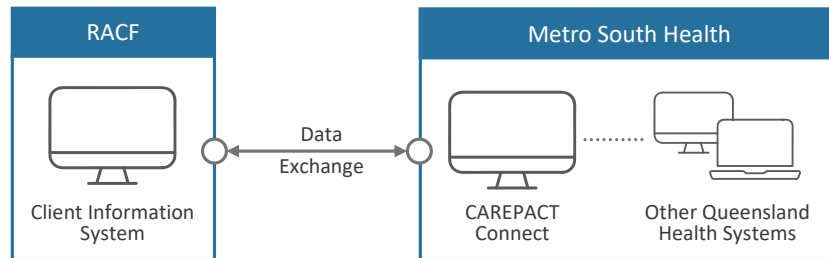 RACF
Metro South Health
Data
Exchange
Client Information
System
CAREPACT
Connect
Other Queensland
Health Systems